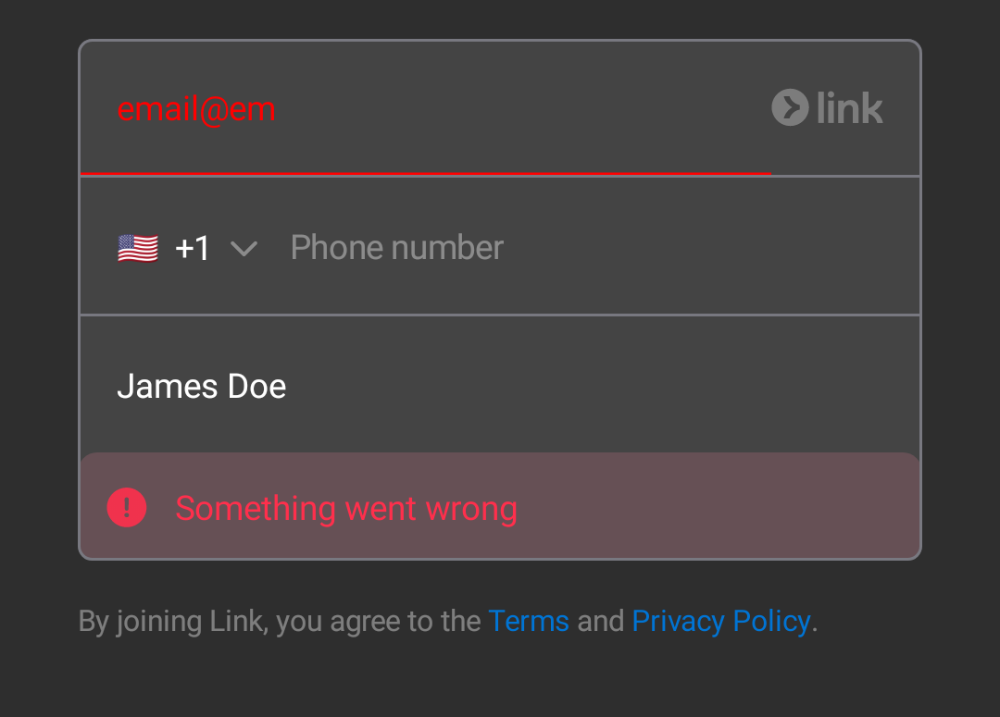 email@em link
+1 Phone number
James Doe
Something went wrong
By joining Link, you agree to the Terms and Privacy Policy.